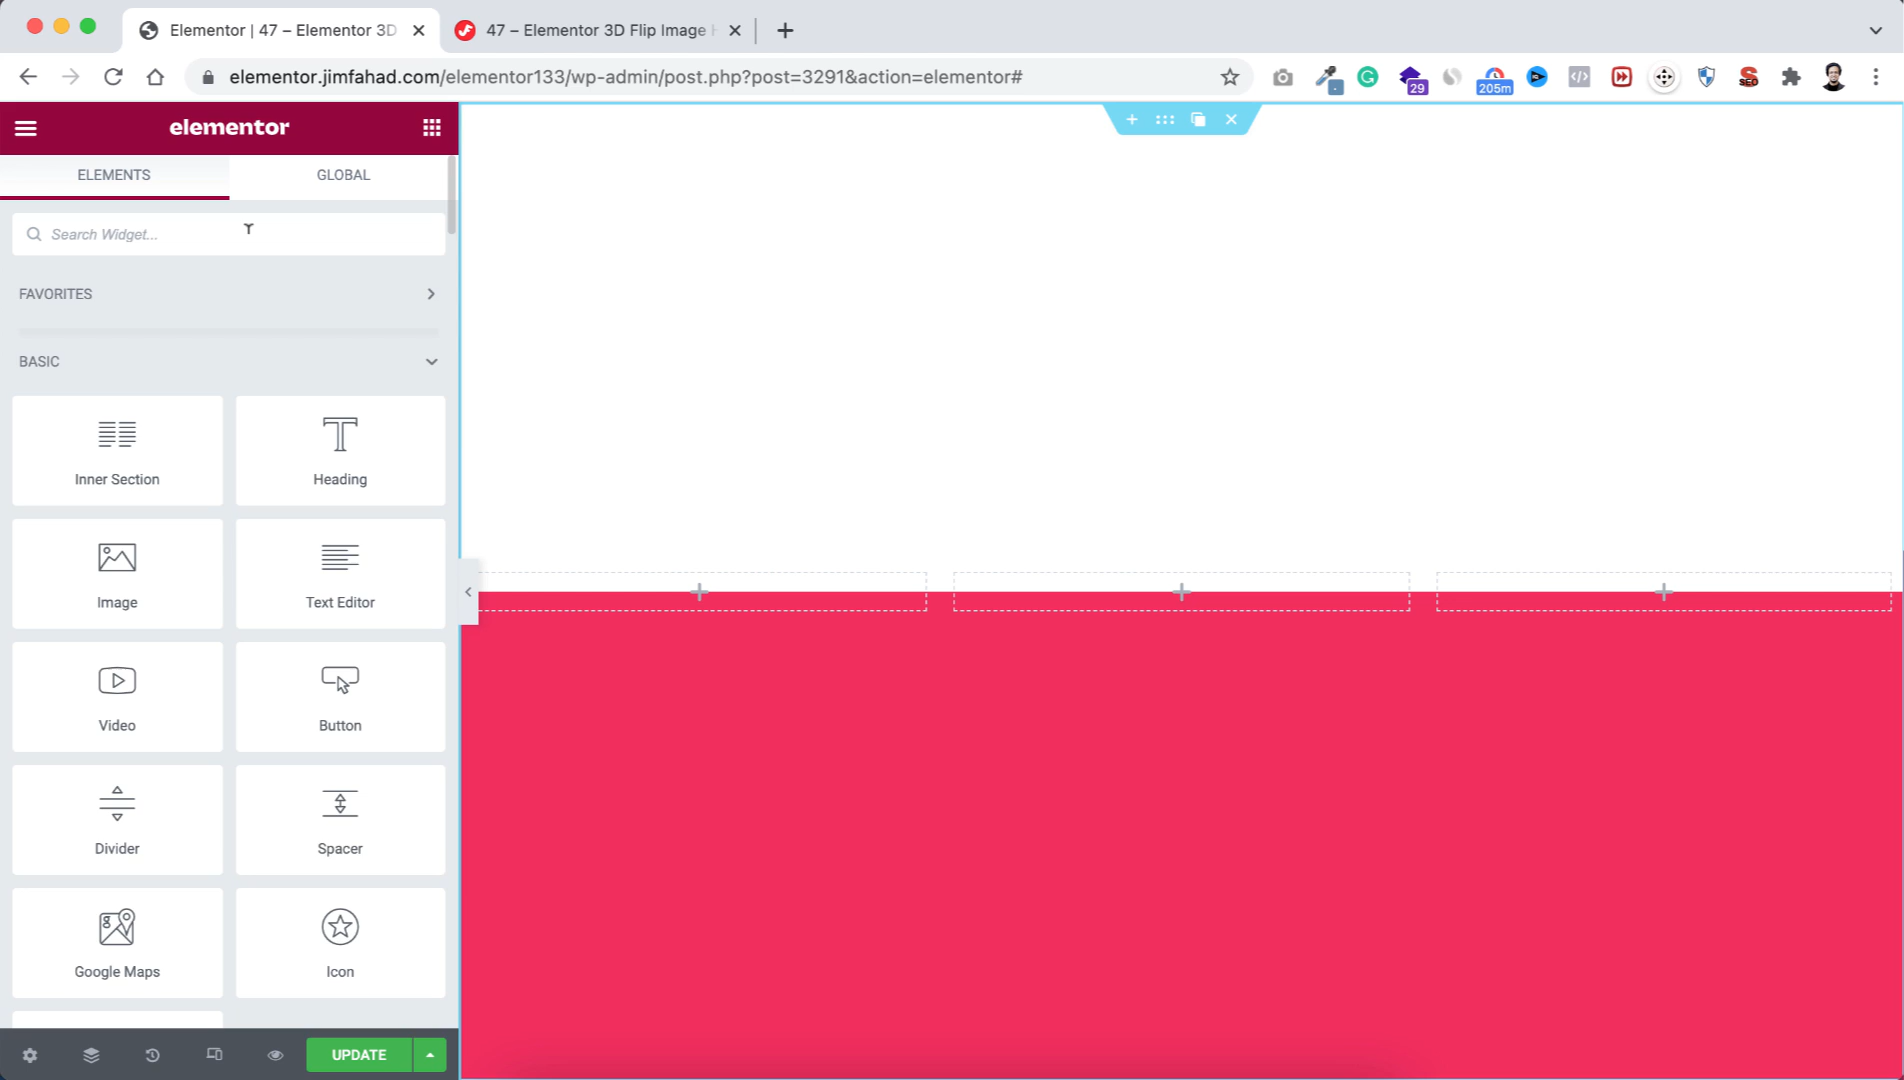 Elementor | 47 – Elementor 3D
47 – Elementor 3D Flip Image
elementor.jimfahad.com/elementor133/wp-admin/post.php?post=3291&action=elementor#
29
205m
SEO
elementor
ELEMENTS
GLOBAL
Search Widget...
FAVORITES
BASIC
Inner Section
Heading
Image
Text Editor
Video
Button
Divider
Spacer
Google Maps
Icon
UPDATE